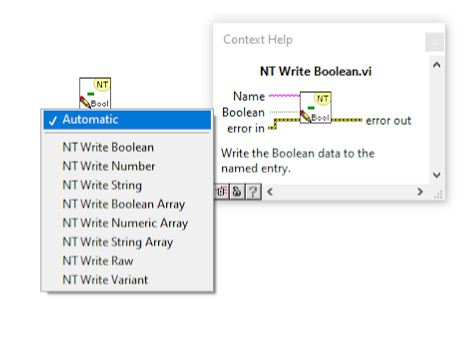 Context Help
NT Write Boolean.vi
Name
NT
Boolean
Bool
error in
error out
Write the Boolean data to the
named entry.
?
NT
Bool
Automatic
NT Write Boolean
NT Write Number
NT Write String
NT Write Boolean Array
NT Write Numeric Array
NT Write String Array
NT Write Raw
NT Write Variant